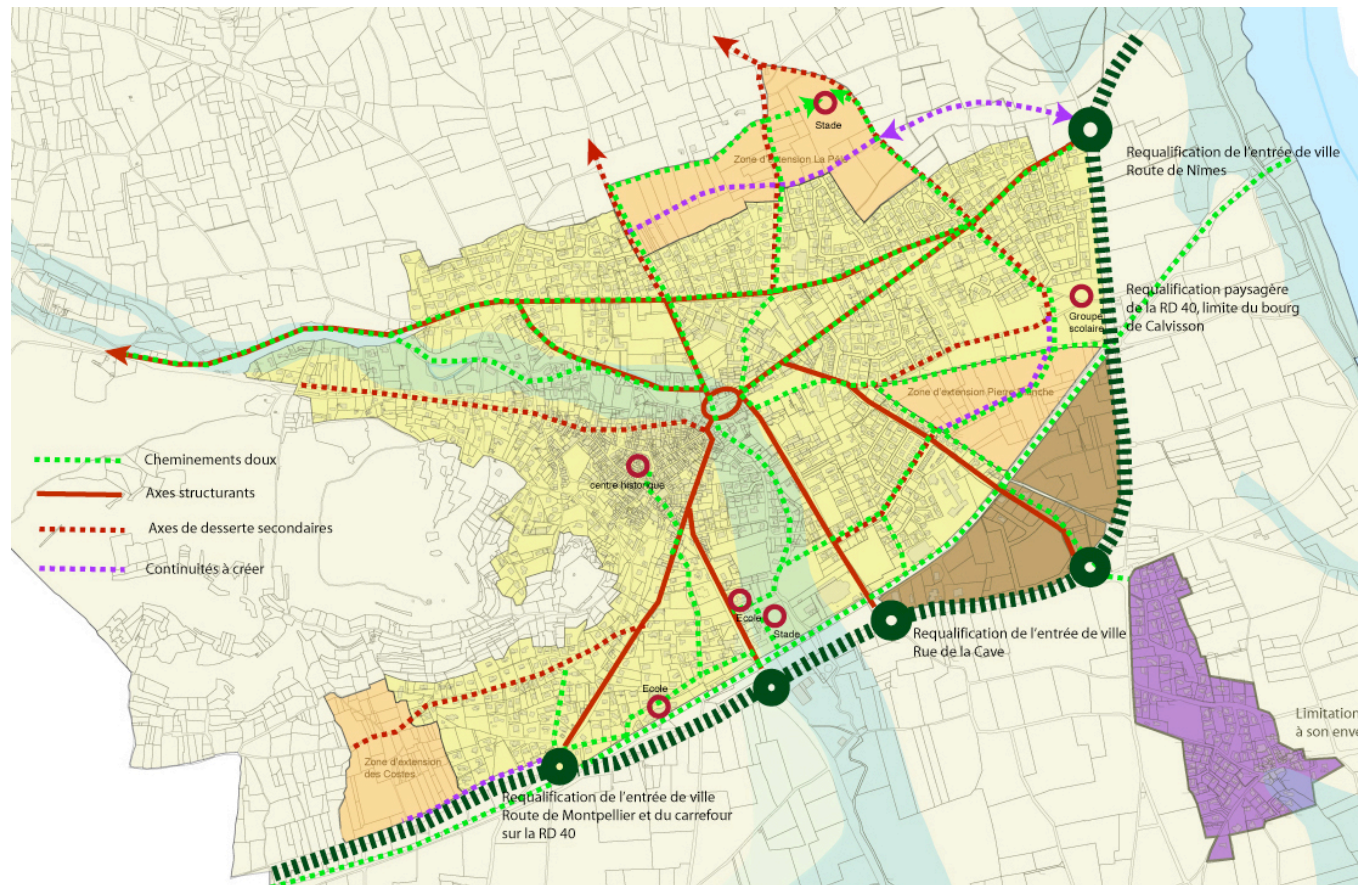 Stade
Zone d'extension La Pale
Requalification de l'entrée de ville
Route de Nîmes
Requalification paysagère
de la RD 40, limite du bourg
de Calvisson
Groupe
scolaire
Zone d'extension Pierre Blanche
Cheminements doux
Axes structurants
Axes de desserte secondaires
Continuités à créer
centre historique
Ecole
Stade
Requalification de l'entrée de ville
Rue de la Cave
Ecole
Limitation
à son enve
Zone d'extension
des Costes
Requalification de l'entrée de ville
Route de Montpellier et du carrefour
sur la RD 40